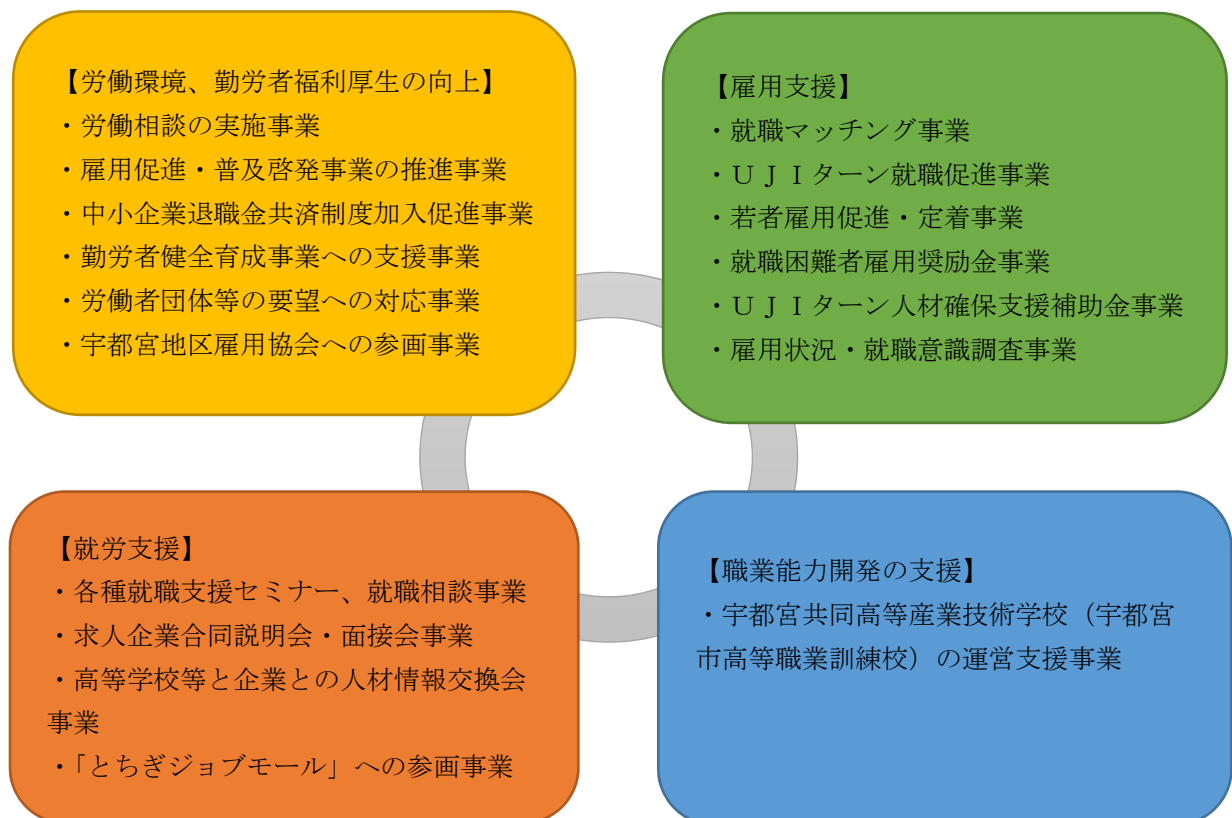 【労働環境、勤労者福利厚生の向上】
・労働相談の実施事業
・雇用促進・普及啓発事業の推進事業
・中小企業退職金共済制度加入促進事業
・勤労者健全育成事業への支援事業
・労働者団体等の要望への対応事業
・宇都宮地区雇用協会への参画事業
【雇用支援】
・就職マッチング事業
・ＵＪＩターン就職促進事業
・若者雇用促進・定着事業
・就職困難者雇用奨励金事業
・ＵＪＩターン人材確保支援補助金事業
・雇用状況・就職意識調査事業
【就労支援】
・各種就職支援セミナー、就職相談事業
・求人企業合同説明会・面接会事業
・高等学校等と企業との人材情報交換会
事業
・「とちぎジョブモール」への参画事業
【職業能力開発の支援】
・宇都宮共同高等産業技術学校（宇都宮
市高等職業訓練校）の運営支援事業